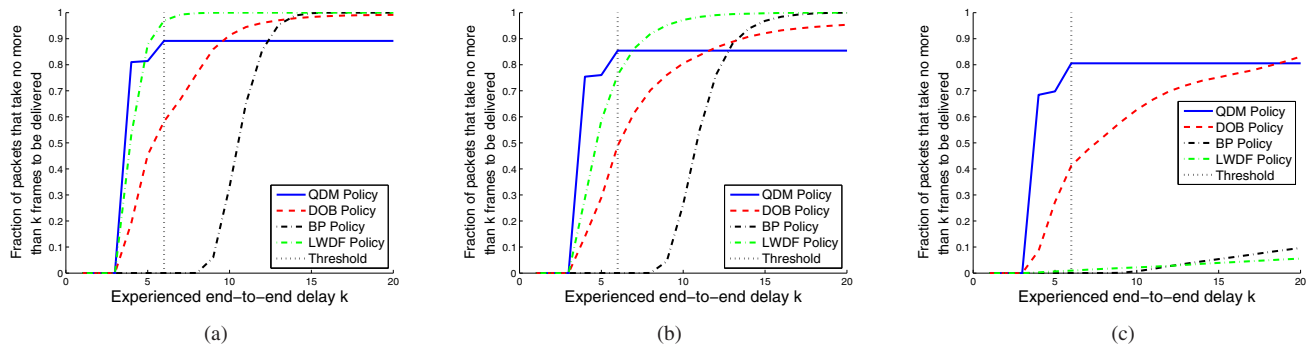 Fraction of packets that take no more
than k frames to be delivered
1
0.9
0.8
0.7
0.6
0.5
0.4
0.3
0.2
0.1
0
QDM Policy
DOB Policy
BP Policy
LWDF Policy
Threshold
0 5 10 15 20
Experienced end−to−end delay k
(a)
Fraction of packets that take no more
than k frames to be delivered
1
0.9
0.8
0.7
0.6
0.5
0.4
0.3
0.2
0.1
0
QDM Policy
DOB Policy
BP Policy
LWDF Policy
Threshold
0 5 10 15 20
Experienced end−to−end delay k
(b)
Fraction of packets that take no more
than k frames to be delivered
1
0.9
0.8
0.7
0.6
0.5
0.4
0.3
0.2
0.1
0
QDM Policy
DOB Policy
BP Policy
LWDF Policy
Threshold
0 5 10 15 20
Experienced end−to−end delay k
(c)